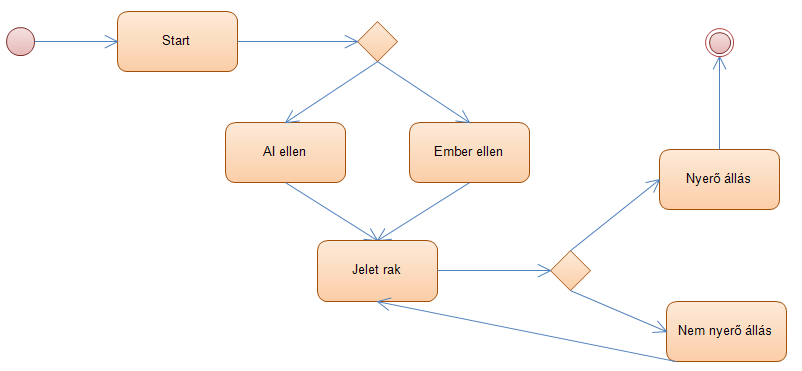 Start
AI ellen
Ember ellen
Nyerő állás
Jelet rak
Nem nyerő állás